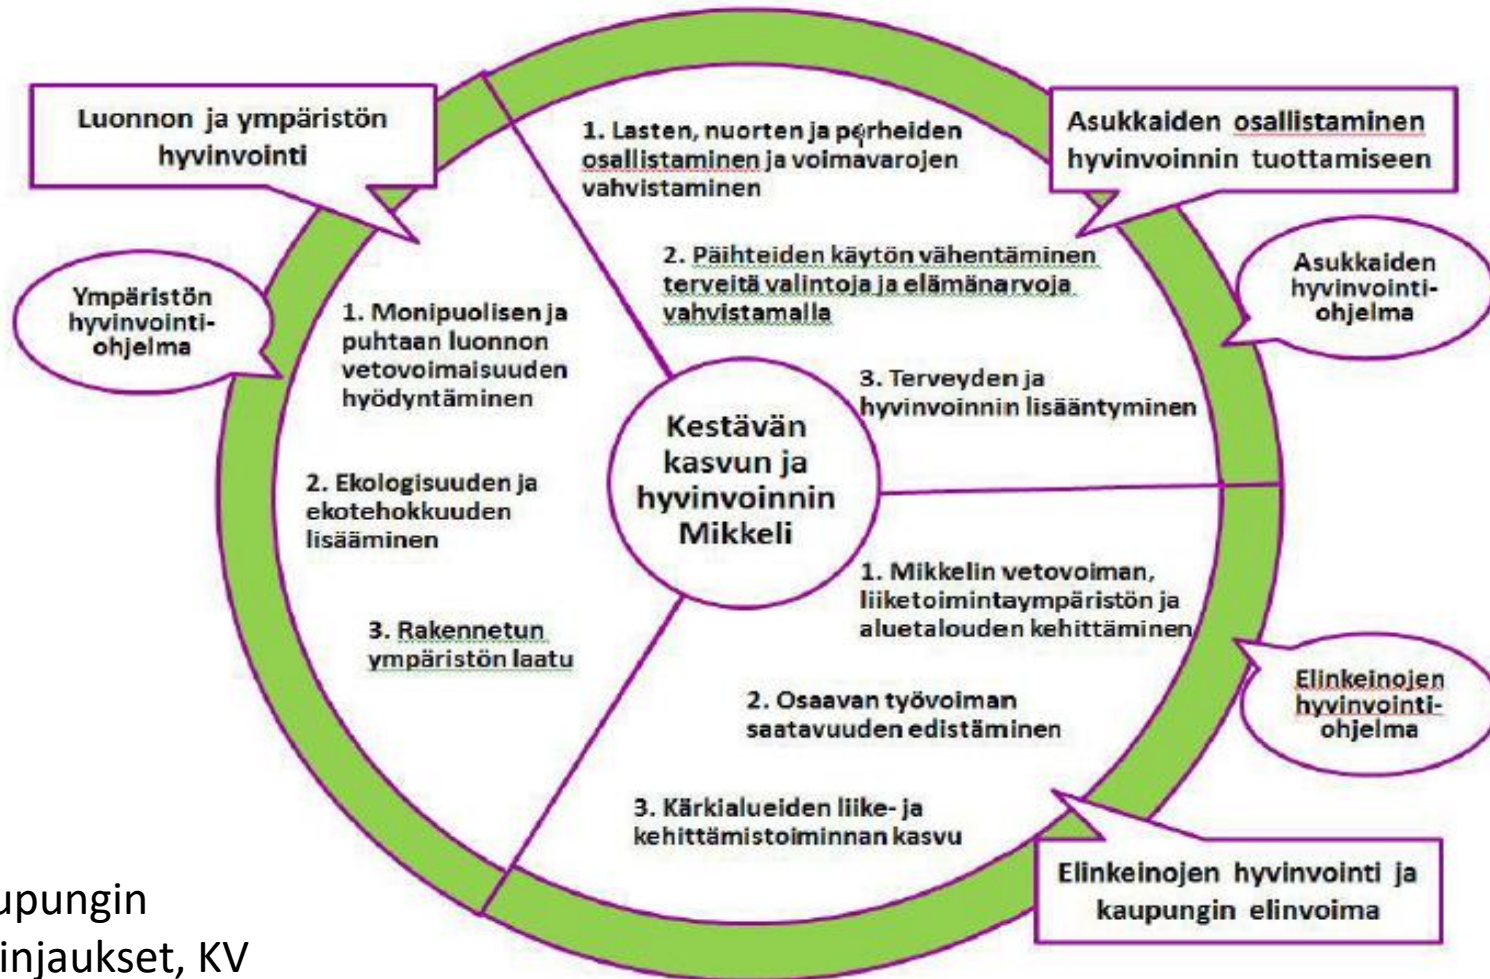 Luonnon ja ympäristön
hyvinvointi
Ympäristön
hyvinvointi-
ohjelma
1. Monipuolisen ja
puhtaan luonnon
vetovoimaisuuden
hyödyntäminen
2. Ekologisuuden ja
ekotehokkuuden
lisääminen
3. Rakennetun
ympäristön laatu
1. Lasten, nuorten ja perheiden
osallistaminen ja voimavarojen
vahvistaminen
2. Päihteiden käytön vähentäminen
terveitä valintoja ja elämänarvoja
vahvistamalla
3. Terveyden ja
hyvinvoinnin lisääntyminen
Asukkaiden osallistaminen
hyvinvoinnin tuottamiseen
Asukkaiden
hyvinvointi-
ohjelma
Kestävän
kasvun ja
hyvinvoinnin
Mikkeli
1. Mikkelin vetovoiman,
liiketoimintaympäristön ja
aluetalouden kehittäminen
2. Osaavan työvoiman
saatavuuden edistäminen
3. Kärkialueiden liike- ja
kehittämistoiminnan kasvu
Elinkeinojen
hyvinvointi-
ohjelma
Elinkeinojen hyvinvointi ja
kaupungin elinvoima
upungin
injaukset, KV